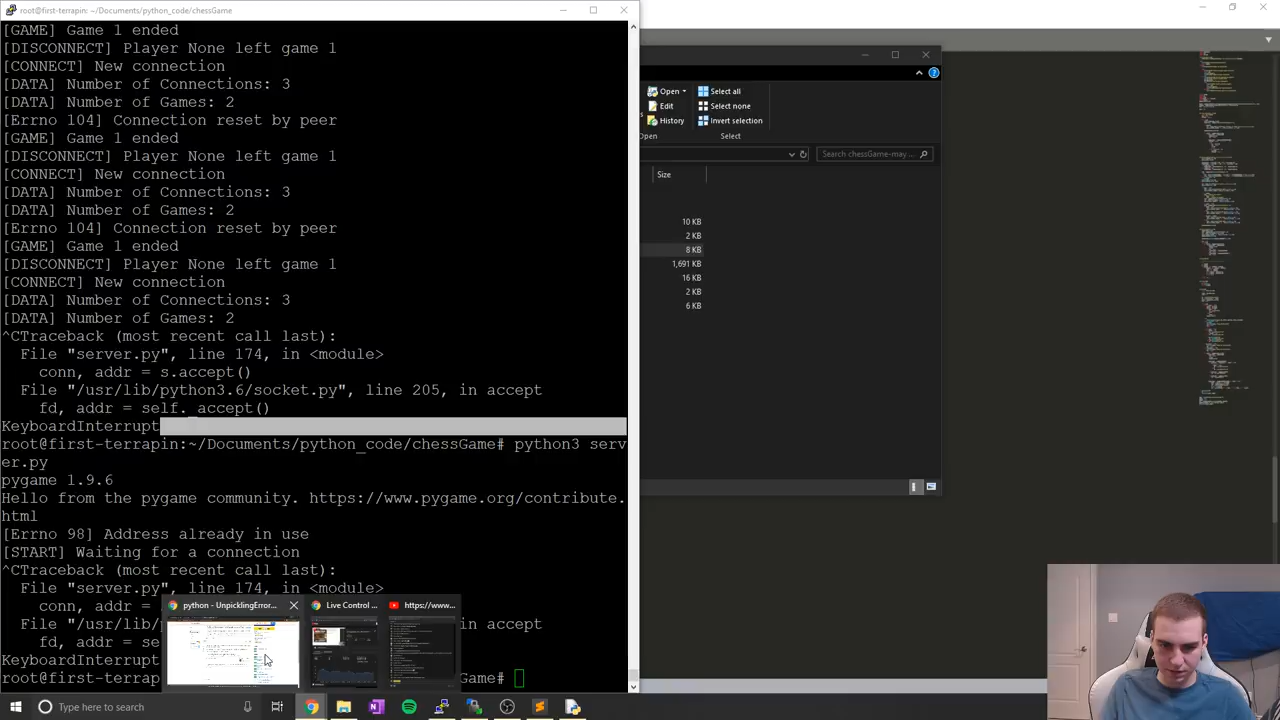 root@first-terrapin: ~/Documents/python_code/chessGame
[GAME] Game 1 ended
[DISCONNECT] Player None left game 1
[CONNECT] New connection
[DATA] Number of Connections: 3
[DATA] Number of Games: 2
[Errno 104] Connection reset by peer
[GAME] Game 1 ended
[DISCONNECT] Player None left game 1
[CONNECT] New connection
[DATA] Number of Connections: 3
[DATA] Number of Games: 2
[Errno 104] Connection reset by peer
[GAME] Game 1 ended
[DISCONNECT] Player None left game 1
[CONNECT] New connection
[DATA] Number of Connections: 3
[DATA] Number of Games: 2
^CTraceback (most recent call last):
File "server.py", line 174, in <module>
conn, addr = s.accept()
File "/usr/lib/python3.6/socket.py", line 205, in accept
fd, addr = self._accept()
KeyboardInterrupt
root@first-terrapin:~/Documents/python_code/chessGame# python3 serv
er.py
pygame 1.9.6
Hello from the pygame community. https://www.pygame.org/contribute.
html
[Errno 98] Address already in use
[START] Waiting for a connection
^CTraceback (most recent call last):
File "server.py", line 174, in <module>
conn, addr =
File "/us
in accept
fd, addr =
KeyboardInterrupt
root@first-terrap
Game#
python - UnpicklingError...
Live Control ...
https://www...
Open
Select all
Edit
Select none
History
Invert selection
Open
Select
Search chessGame-may ...
Size
10 KB
2 KB
8 KB
1,691 KB
16 KB
2 KB
6 KB
Type here to search